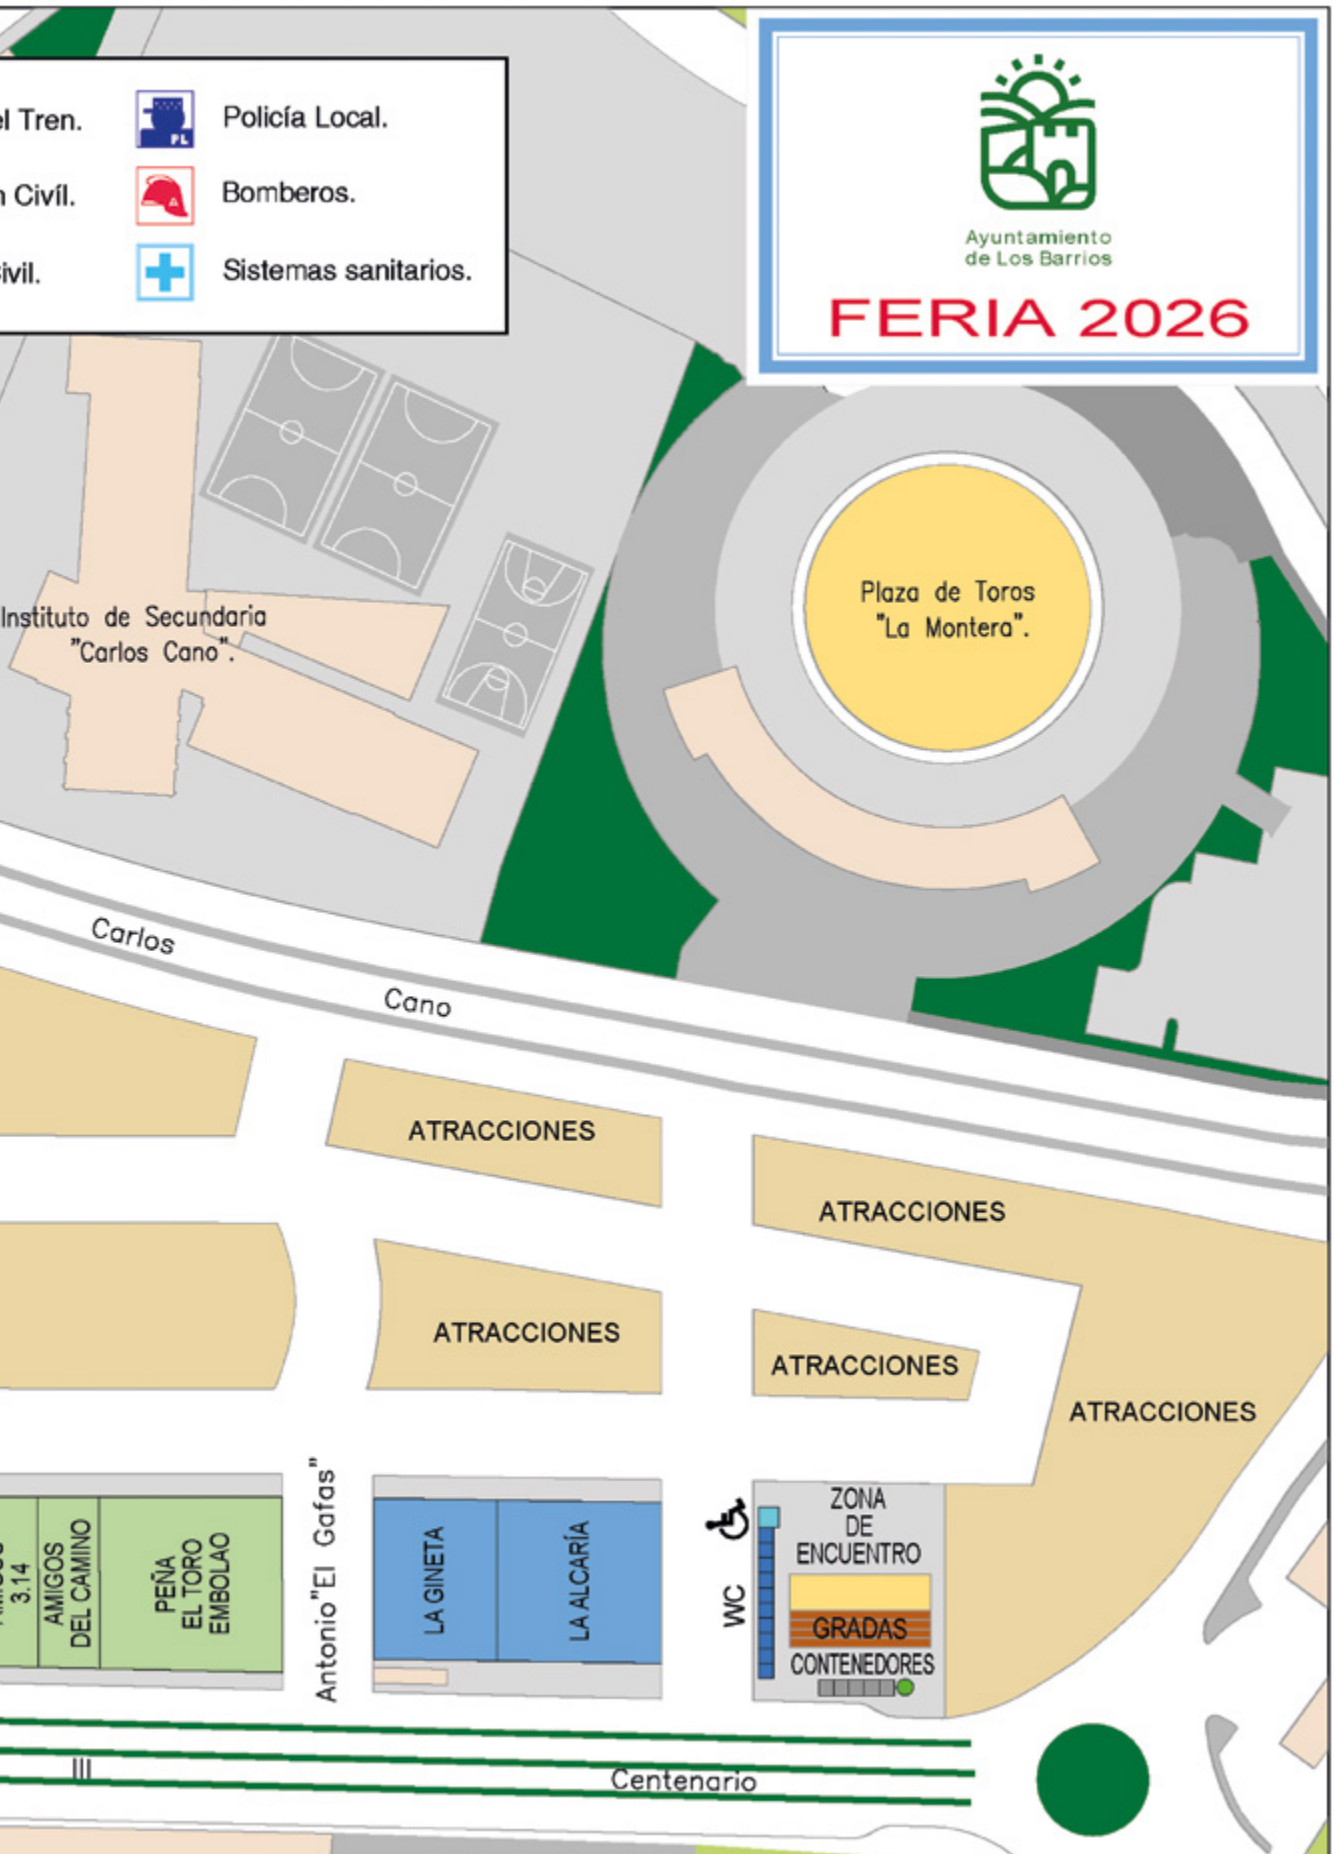 el Tren.
Policía Local.
PL
n Civíl.
Bomberos.
A
ivil.
Sistemas sanitarios.
Ayuntamiento
de Los Barrios
FERIA 2026
Plaza de Toros
"La Montera".
Instituto de Secundaria
"Carlos Cano".
Carlos
Cano
ATRACCIONES
ATRACCIONES
ATRACCIONES
ATRACCIONES
ATRACCIONES
3.14
AMIGOS
DEL CAMINO
PEÑA
EL TORO
EMBOLAO
Antonio"El Gafas"
LA GINETA
LA ALCARÍA
WC
ZONA
DE
ENCUENTRO
GRADAS
CONTENEDORES
III
Centenario